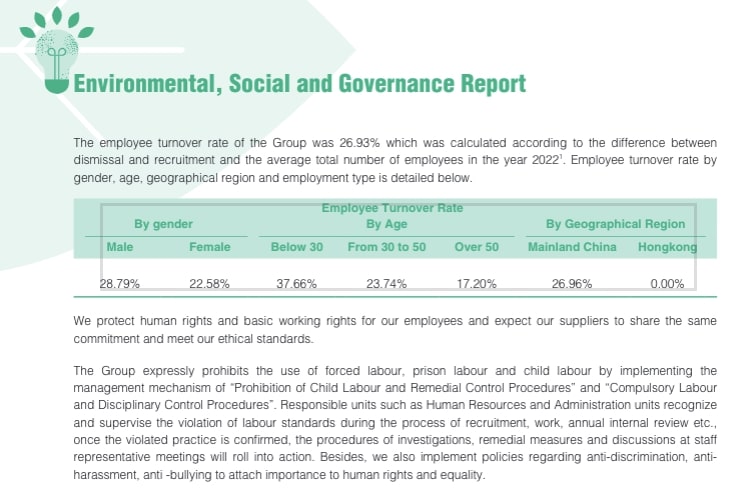 Environmental, Social and Governance Report
The employee turnover rate of the Group was 26.93% which was calculated according to the difference between
dismissal and recruitment and the average total number of employees in the year 2022¹. Employee turnover rate by
gender, age, geographical region and employment type is detailed below.
Employee Turnover Rate
By gender By Age By Geographical Region
Male Female Below 30 From 30 to 50 Over 50 Mainland China Hongkong
28.79% 22.58% 37.66% 23.74% 17.20% 26.96% 0.00%
We protect human rights and basic working rights for our employees and expect our suppliers to share the same
commitment and meet our ethical standards.
The Group expressly prohibits the use of forced labour, prison labour and child labour by implementing the
management mechanism of “Prohibition of Child Labour and Remedial Control Procedures” and “Compulsory Labour
and Disciplinary Control Procedures”. Responsible units such as Human Resources and Administration units recognize
and supervise the violation of labour standards during the process of recruitment, work, annual internal review etc.,
once the violated practice is confirmed, the procedures of investigations, remedial measures and discussions at staff
representative meetings will roll into action. Besides, we also implement policies regarding anti-discrimination, anti-
harassment, anti -bullying to attach importance to human rights and equality.